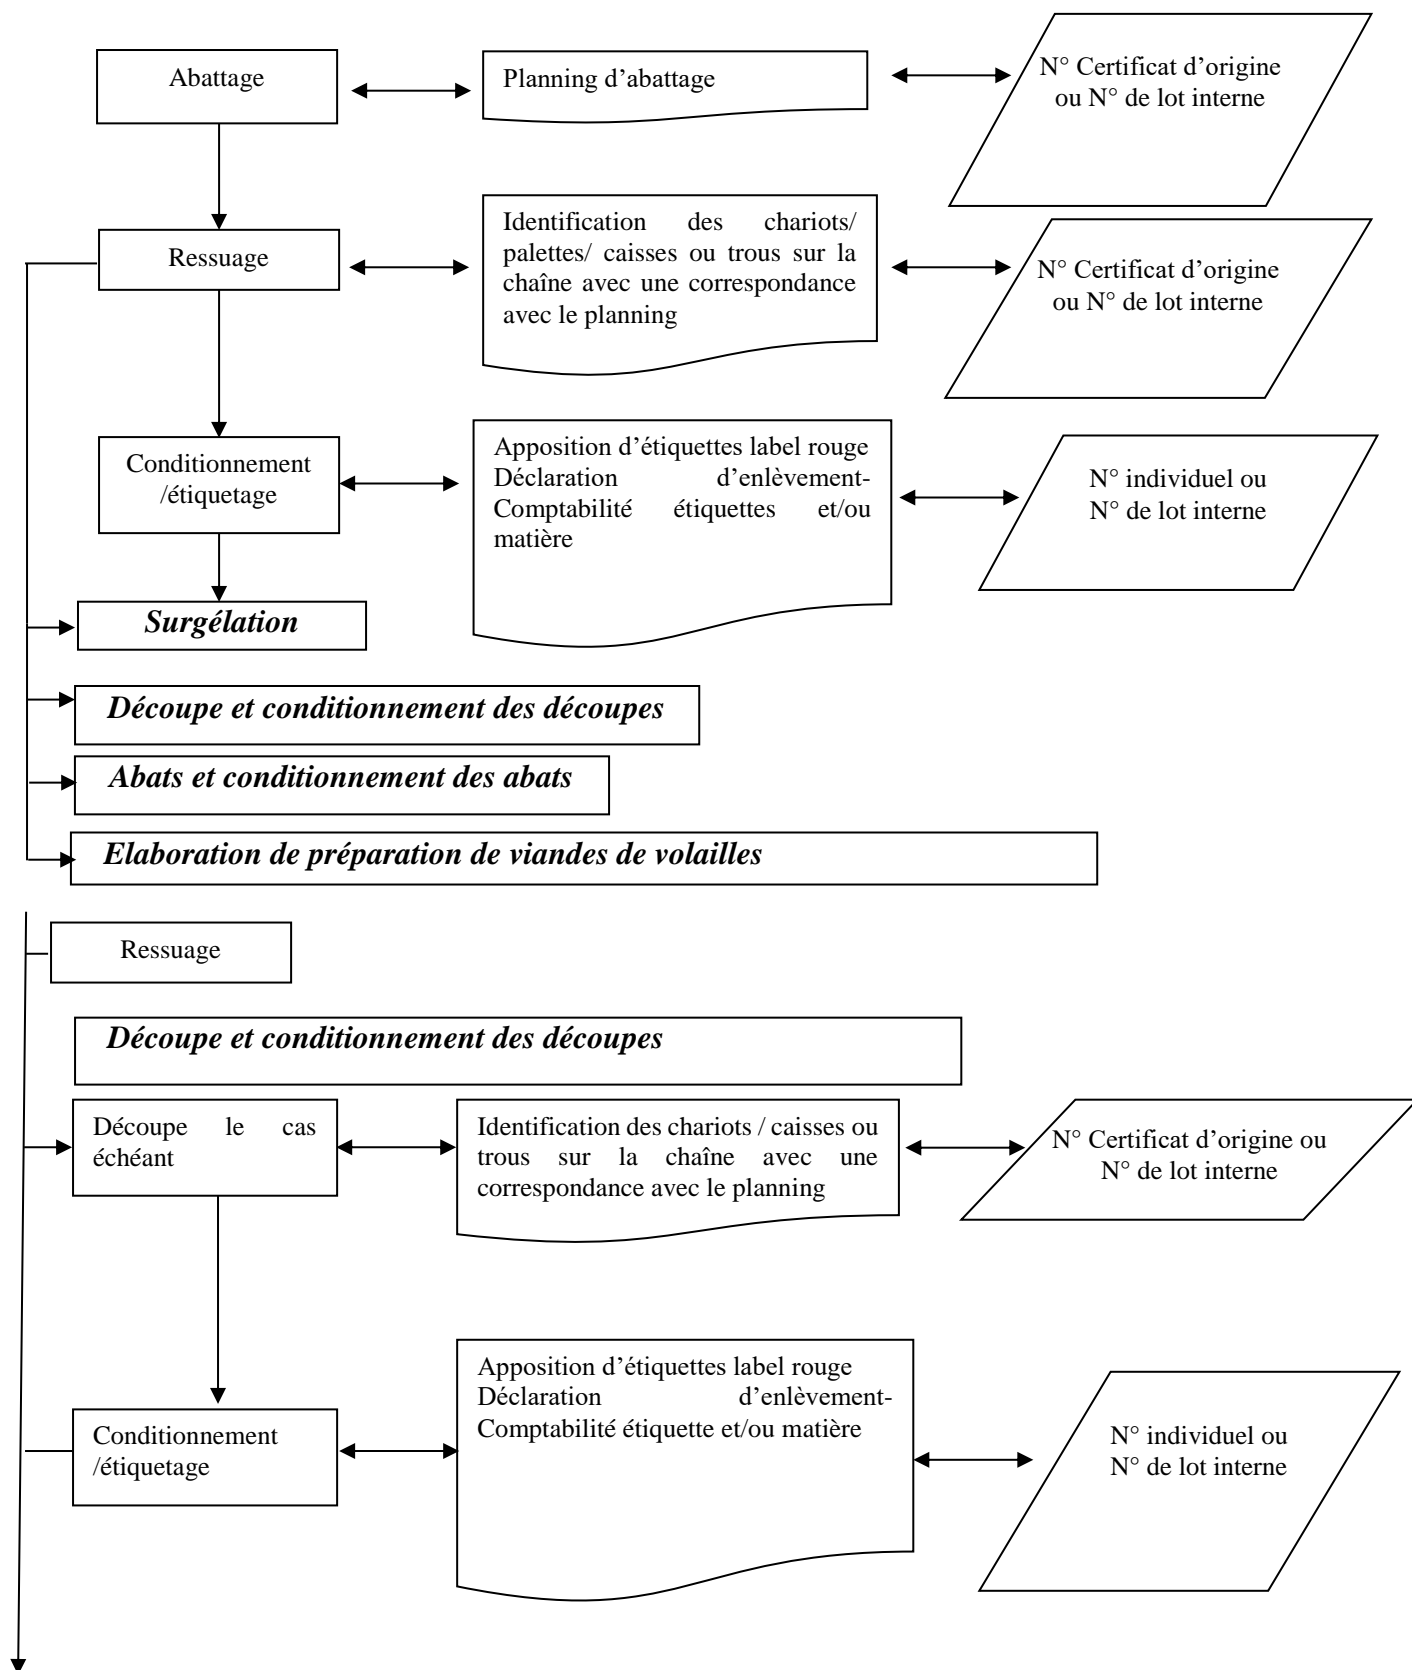 Abattage
Planning d’abattage
N° Certificat d’origine
ou N° de lot interne
Ressuage
Identification des chariots/
palettes/ caisses ou trous sur la
chaîne avec une correspondance
avec le planning
N° Certificat d’origine
ou N° de lot interne
Conditionnement
/étiquetage
Apposition d’étiquettes label rouge
Déclaration d’enlèvement-
Comptabilité étiquettes et/ou
matière
N° individuel ou
N° de lot interne
Surgélation
Découpe et conditionnement des découpes
Abats et conditionnement des abats
Elaboration de préparation de viandes de volailles
Ressuage
Découpe et conditionnement des découpes
Découpe le cas
échéant
Identification des chariots / caisses ou
trous sur la chaîne avec une
correspondance avec le planning
N° Certificat d’origine ou
N° de lot interne
Conditionnement
/étiquetage
Apposition d’étiquettes label rouge
Déclaration d’enlèvement-
Comptabilité étiquette et/ou matière
N° individuel ou
N° de lot interne